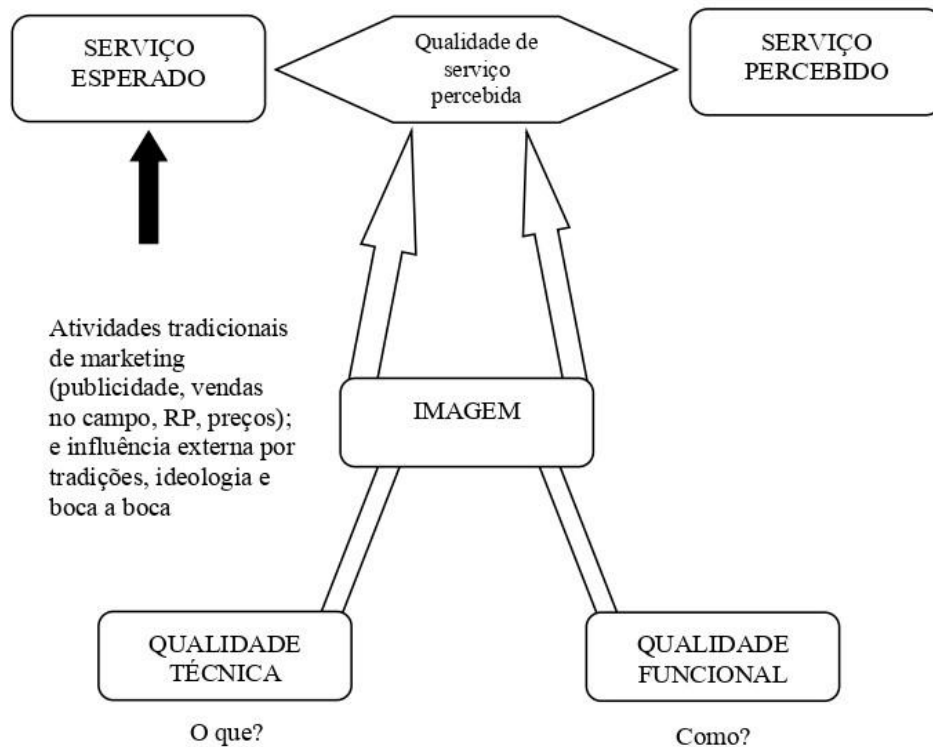 SERVIÇO
ESPERADO
Qualidade de
serviço
percebida
SERVIÇO
PERCEBIDO
Atividades tradicionais
de marketing
(publicidade, vendas
no campo, RP, preços);
e influência externa por
tradições, ideologia e
boca a boca
IMAGEM
QUALIDADE
TÉCNICA
QUALIDADE
FUNCIONAL
O que?
Como?